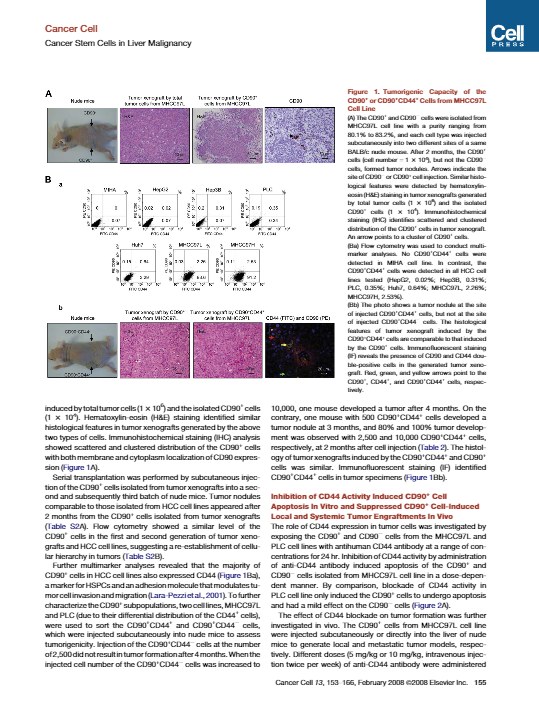 Cancer Cell
Cancer Stem Cells in Liver Malignancy
Cell
PRESS
A
Nude mice
Tumor xenograft by total
tumor cells from MHCC97L
Tumor xenograft by CD90⁺
cells from MHCC97L
CD90
CD90⁻
CD90⁺
H&E
B
a
MIHA
HepG2
Hep3B
PLC
Huh7
MHCC97L
MHCC97H
FITC CD44
b
Nude mice
Tumor xenograft by CD90⁺
cells from MHCC97L
Tumor xenograft by CD90⁺CD44⁺
cells from MHCC97L
CD44 (FITC) and CD90 (PE)
Figure 1. Tumorigenic Capacity of the
CD90⁺ or CD90⁺CD44⁺ Cells from MHCC97L
Cell Line
(A) The CD90⁺ and CD90⁻ cells were isolated from
MHCC97L cell line with a purity ranging from
80.1% to 83.2%, and each cell type was injected
subcutaneously into two different sites of a same
BALB/c nude mouse. After 2 months, the CD90⁺
cells (cell number = 1 × 10⁴), but not the CD90⁻
cells, formed tumor nodules. Arrows indicate the
site of CD90⁻ or CD90⁺ cell injection. Similar histo-
logical features were detected by hematoxylin-
eosin (H&E) staining in tumor xenografts generated
by total tumor cells (1 × 10⁶) and the isolated
CD90⁺ cells (1 × 10⁴). Immunohistochemical
staining (IHC) identifies scattered and clustered
distribution of the CD90⁺ cells in tumor xenograft.
An arrow points to a cluster of CD90⁺ cells.
(Ba) Flow cytometry was used to conduct multi-
marker analyses. No CD90⁺CD44⁺ cells were
detected in MIHA cell line. In contrast, the
CD90⁺CD44⁺ cells were detected in all HCC cell
lines tested (HepG2, 0.02%; Hep3B, 0.31%;
PLC, 0.35%; Huh7, 0.64%, MHCC97L, 2.26%;
MHCC97H, 2.53%).
(Bb) The photo shows a tumor nodule at the site
of injected CD90⁺CD44⁺ cells, but not at the site
of injected CD90⁺CD44⁻ cells. The histological
features of tumor xenograft induced by the
CD90⁺CD44⁺ cells are comparable to that induced
by the CD90⁺ cells. Immunofluorescent staining
(IF) reveals the presence of CD90 and CD44 dou-
ble-positive cells in the generated tumor xeno-
graft. Red, green, and yellow arrows point to the
CD90⁺, CD44⁺, and CD90⁺CD44⁺ cells, respec-
tively.
induced by total tumor cells (1 × 10⁶) and the isolated CD90⁺ cells
(1 × 10⁴). Hematoxylin-eosin (H&E) staining identified similar
histological features in tumor xenografts generated by the above
two types of cells. Immunohistochemical staining (IHC) analysis
showed scattered and clustered distribution of the CD90⁺ cells
with both membrane and cytoplasm localization of CD90 expres-
sion (Figure 1A).
Serial transplantation was performed by subcutaneous injec-
tion of the CD90⁺ cells isolated from tumor xenografts into a sec-
ond and subsequently third batch of nude mice. Tumor nodules
comparable to those isolated from HCC cell lines appeared after
2 months from the CD90⁺ cells isolated from tumor xenografts
(Table S2A). Flow cytometry showed a similar level of the
CD90⁺ cells in the first and second generation of tumor xeno-
grafts and HCC cell lines, suggesting a re-establishment of cellu-
lar hierarchy in tumors (Table S2B).
Further multimarker analyses revealed that the majority of
CD90⁺ cells in HCC cell lines also expressed CD44 (Figure 1Ba),
a marker for HSPCs and an adhesion molecule that modulates tu-
mor cell invasion and migration (Lara-Pezzi et al., 2001). To further
characterize the CD90⁺ subpopulations, two cell lines, MHCC97L
and PLC (due to their differential distribution of the CD44⁺ cells),
were used to sort the CD90⁺CD44⁺ and CD90⁺CD44⁻ cells,
which were injected subcutaneously into nude mice to assess
tumorigenicity. Injection of the CD90⁺CD44⁻ cells at the number
of 2,500 did not result in tumor formation after 4 months. When the
injected cell number of the CD90⁺CD44⁻ cells was increased to
10,000, one mouse developed a tumor after 4 months. On the
contrary, one mouse with 500 CD90⁺CD44⁺ cells developed a
tumor nodule at 3 months, and 80% and 100% tumor develop-
ment was observed with 2,500 and 10,000 CD90⁺CD44⁺ cells,
respectively, at 2 months after cell injection (Table 2). The histol-
ogy of tumor xenografts induced by the CD90⁺CD44⁺ and CD90⁺
cells was similar. Immunofluorescent staining (IF) identified
CD90⁺CD44⁺ cells in tumor specimens (Figure 1Bb).
Inhibition of CD44 Activity Induced CD90⁺ Cell
Apoptosis In Vitro and Suppressed CD90⁺ Cell-Induced
Local and Systemic Tumor Engraftments In Vivo
The role of CD44 expression in tumor cells was investigated by
exposing the CD90⁺ and CD90⁻ cells from the MHCC97L and
PLC cell lines with antihuman CD44 antibody at a range of con-
centrations for 24 hr. Inhibition of CD44 activity by administration
of anti-CD44 antibody induced apoptosis of the CD90⁺ and
CD90⁻ cells isolated from MHCC97L cell line in a dose-depen-
dent manner. By comparison, blockade of CD44 activity in
PLC cell line only induced the CD90⁺ cells to undergo apoptosis
and had a mild effect on the CD90⁻ cells (Figure 2A).
The effect of CD44 blockade on tumor formation was further
investigated in vivo. The CD90⁺ cells from MHCC97L cell line
were injected subcutaneously or directly into the liver of nude
mice to generate local and metastatic tumor models, respec-
tively. Different doses (5 mg/kg or 10 mg/kg, intravenous injec-
tion twice per week) of anti-CD44 antibody were administered
Cancer Cell 13, 153–166, February 2008 ©2008 Elsevier Inc. 155